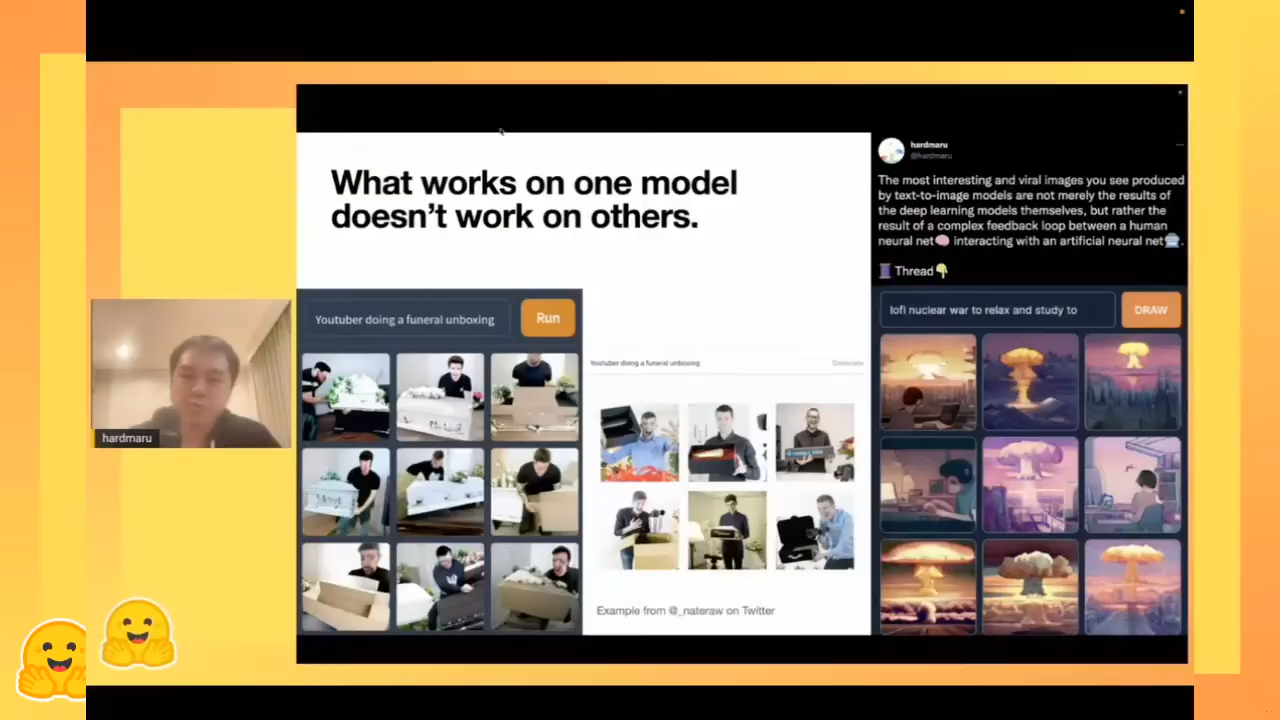 What works on one model
doesn't work on others.
Youtuber doing a funeral unboxing
Run
Youtuber doing a funeral unboxing
Generate
Example from @_nateraw on Twitter
hardmaru
@hardmaru
The most interesting and viral images you see produced
by text-to-image models are not merely the results of
the deep learning models themselves, but rather the
result of a complex feedback loop between a human
neural net🧠 interacting with an artificial neural net🤖.
🧵 Thread👇
lofi nuclear war to relax and study to
DRAW
hardmaru